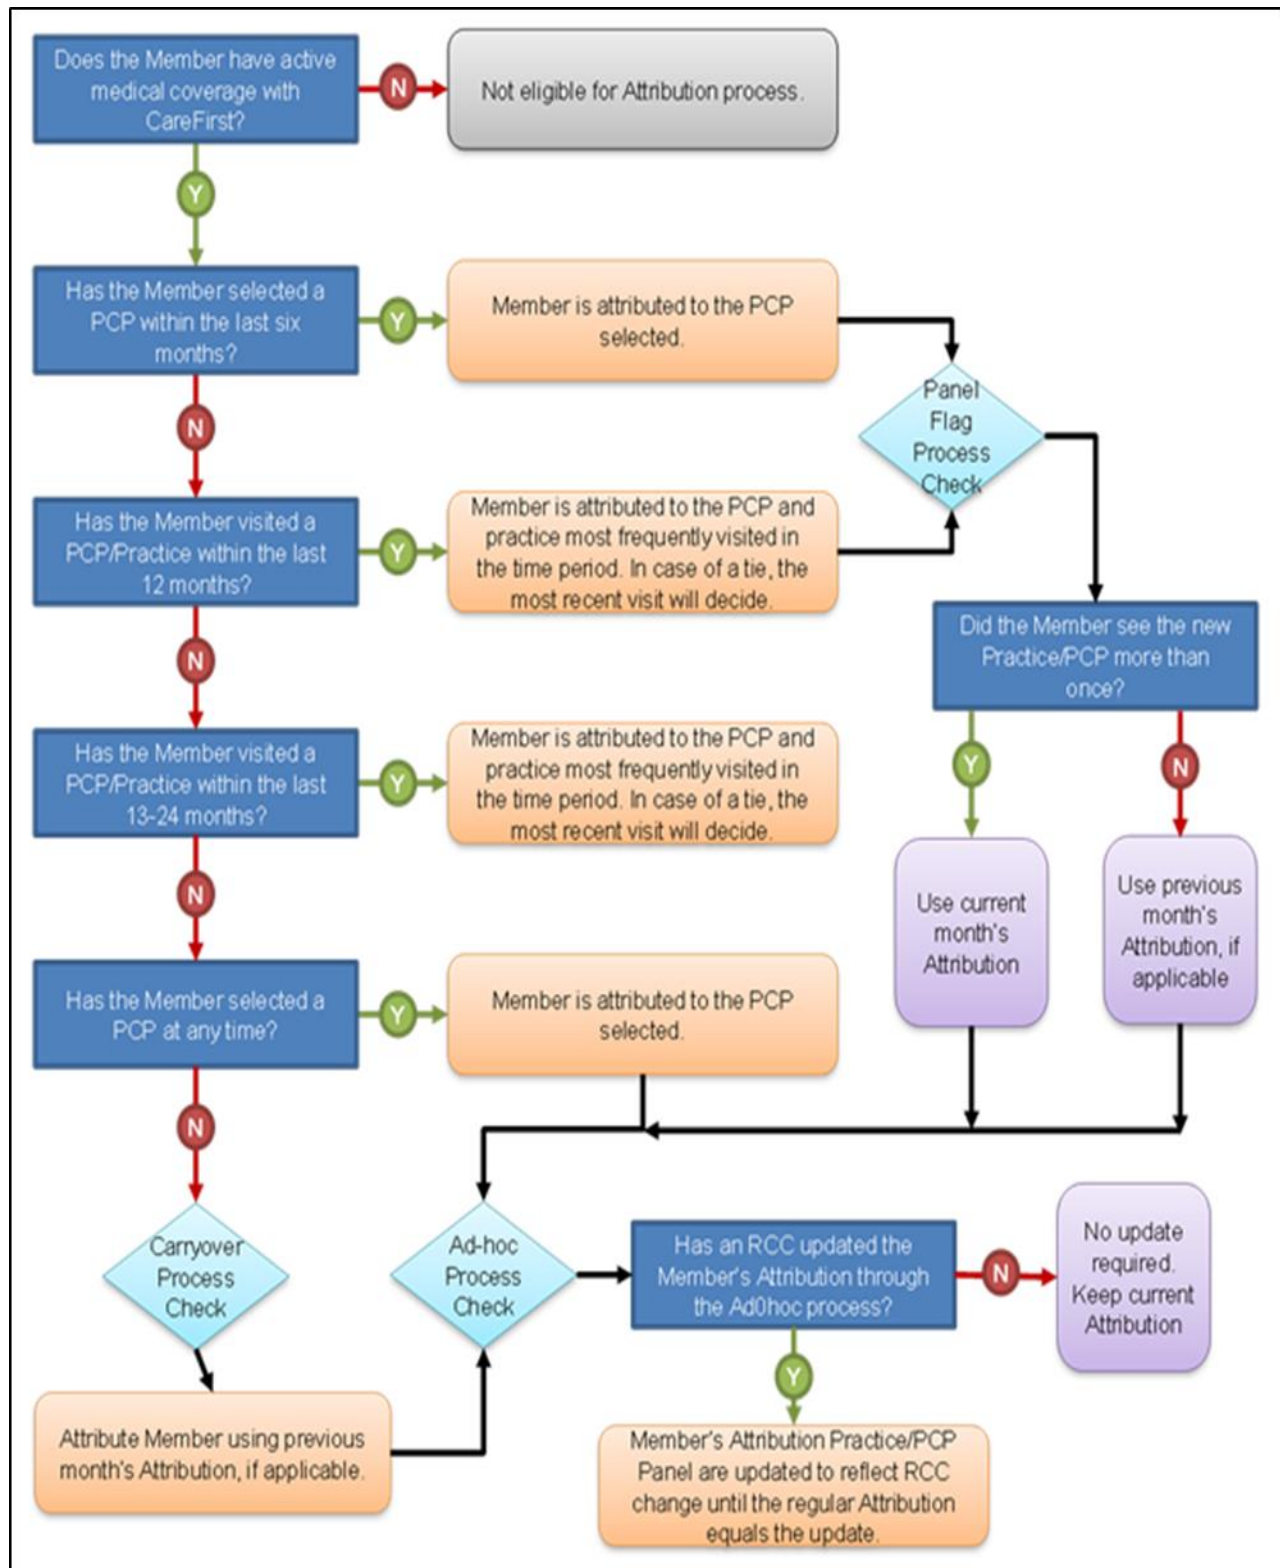 Does the Member have active
medical coverage with
CareFirst?
N
Not eligible for Attribution process.
Y
Has the Member selected a
PCP within the last six
months?
Y
Member is attributed to the PCP
selected.
Panel
Flag
Process
Check
N
Has the Member visited a
PCP/Practice within the last
12 months?
Y
Member is attributed to the PCP and
practice most frequently visited in
the time period. In case of a tie, the
most recent visit will decide.
Did the Member see the new
Practice/PCP more than
once?
N
Has the Member visited a
PCP/Practice within the last
13-24 months?
Y
Member is attributed to the PCP and
practice most frequently visited in
the time period. In case of a tie, the
most recent visit will decide.
Y
N
Use current
month's
Attribution
Use previous
month's
Attribution, if
applicable
N
Has the Member selected a
PCP at any time?
Y
Member is attributed to the PCP
selected.
N
Carryover
Process
Check
Ad-hoc
Process
Check
Has an RCC updated the
Member's Attribution through
the Ad0hoc process?
N
No update
required.
Keep current
Attribution
Y
Attribute Member using previous
month's Attribution, if applicable.
Member's Attribution Practice/PCP
Panel are updated to reflect RCC
change until the regular Attribution
equals the update.